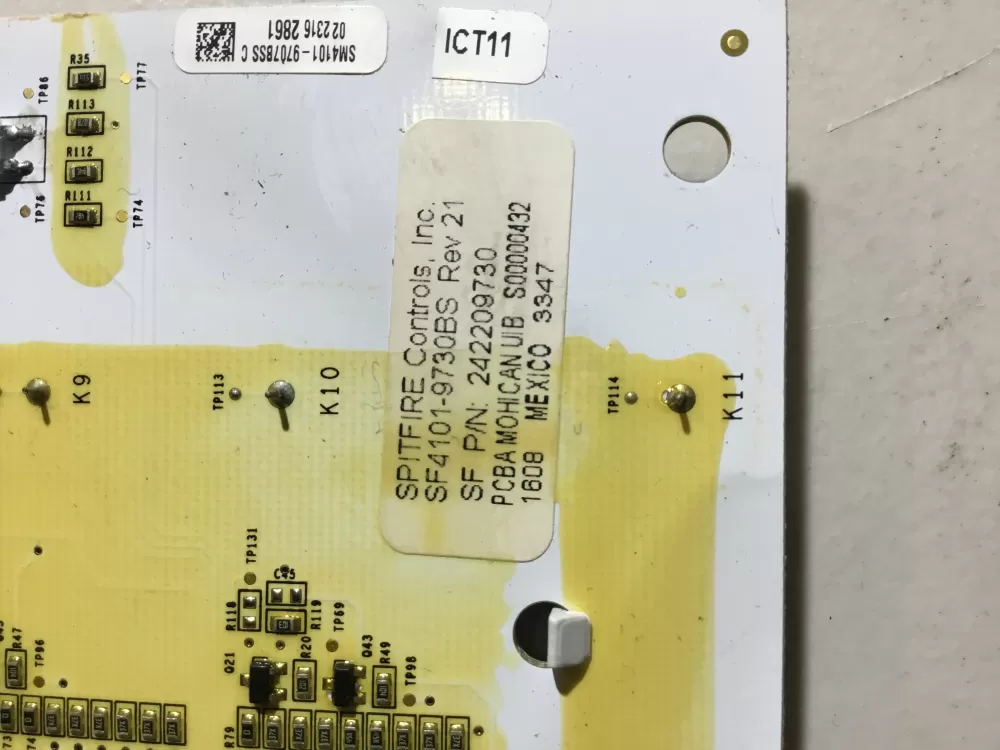 SM4101-9707BSS C
02 2316 2861
ICT11
SPITFIRE Controls, Inc.
SF4101-9730BS Rev 21
SF P/N: 242209730
PCBA MOHICAN UIB S00000432
1608 MEXICO 3347
R35
TP86
TP77
R113
R112
R111
TP76
TP74
K9
TP113
K10
TP114
K11
TP131
C45
R118
R119
TP69
R47
TP96
Q21
R20
Q43
R49
TP98
R79